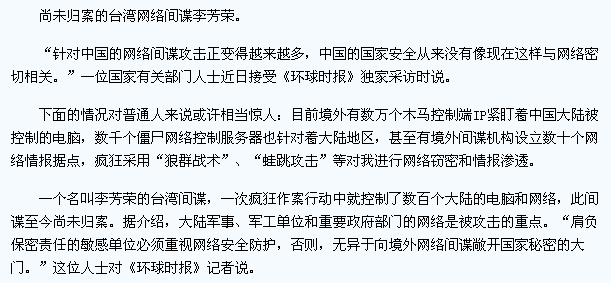 尚未归案的台湾网络间谍李芳荣。
“针对中国的网络间谍攻击正变得越来越多，中国的国家安全从来没有像现在这样与网络密
切相关。”一位国家有关部门人士近日接受《环球时报》独家采访时说。
下面的情况对普通人来说或许相当惊人：目前境外有数万个木马控制端IP紧盯着中国大陆被
控制的电脑，数千个僵尸网络控制服务器也针对着大陆地区，甚至有境外间谍机构设立数十个网
络情报据点，疯狂采用“狼群战术”、“蛙跳攻击”等对我进行网络窃密和情报渗透。
一个名叫李芳荣的台湾间谍，一次疯狂作案行动中就控制了数百个大陆的电脑和网络，此间
谍至今尚未归案。据介绍，大陆军事、军工单位和重要政府部门的网络是被攻击的重点。“肩负
保密责任的敏感单位必须重视网络安全防护，否则，无异于向境外网络间谍敞开国家秘密的大
门。”这位人士对《环球时报》记者说。